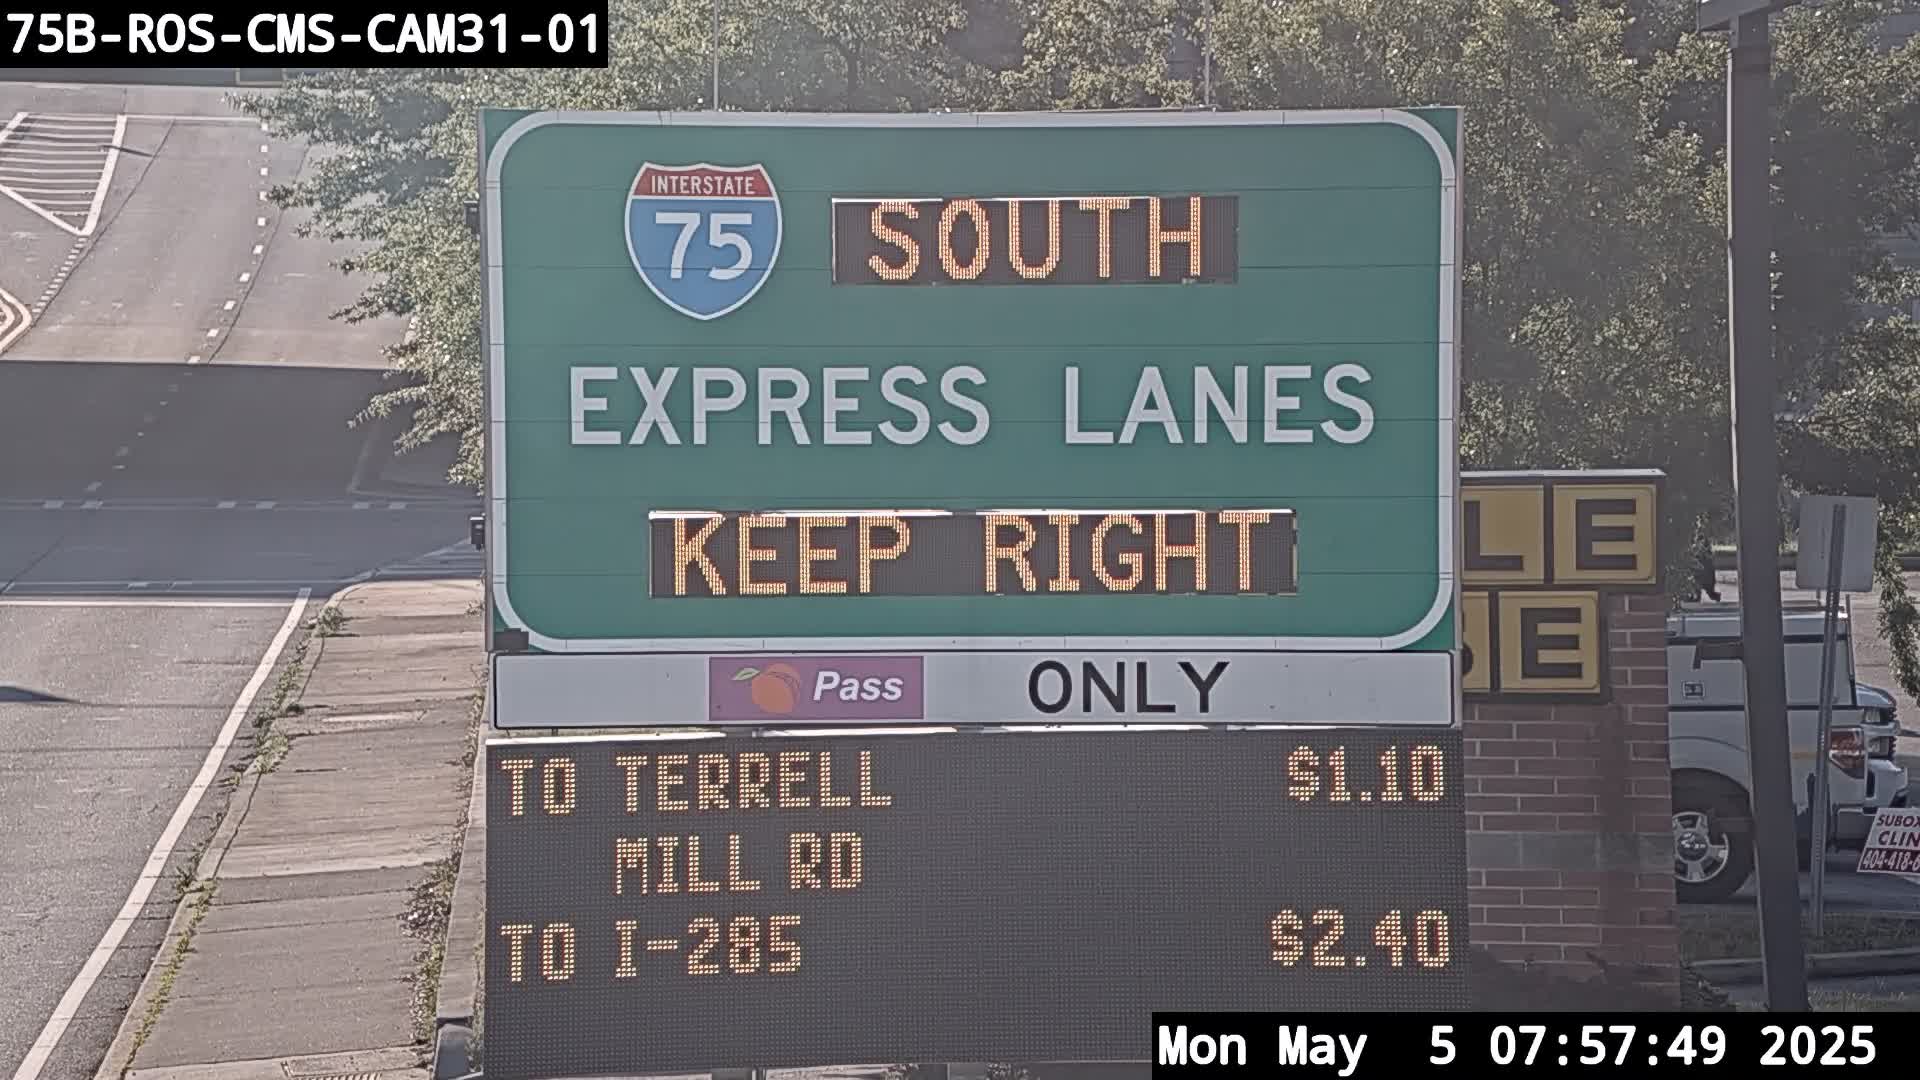 75B-ROS-CMS-CAM31-01
INTERSTATE
75
SOUTH
EXPRESS LANES
KEEP RIGHT
Pass ONLY
TO TERRELL $1.10
MILL RD
TO I-285 $2.40
LE
E
Mon May 5 07:57:49 2025